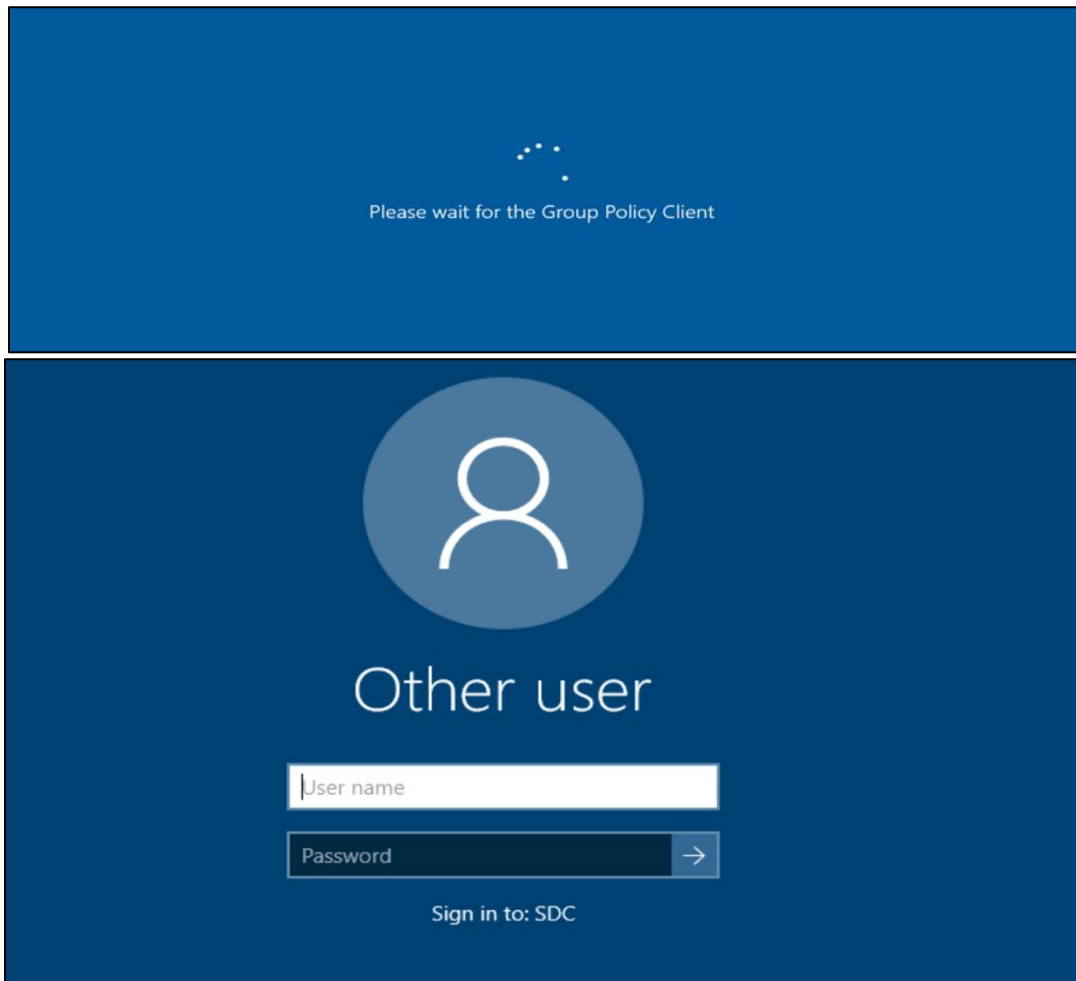 Please wait for the Group Policy Client
Other user
User name
Password
Sign in to: SDC